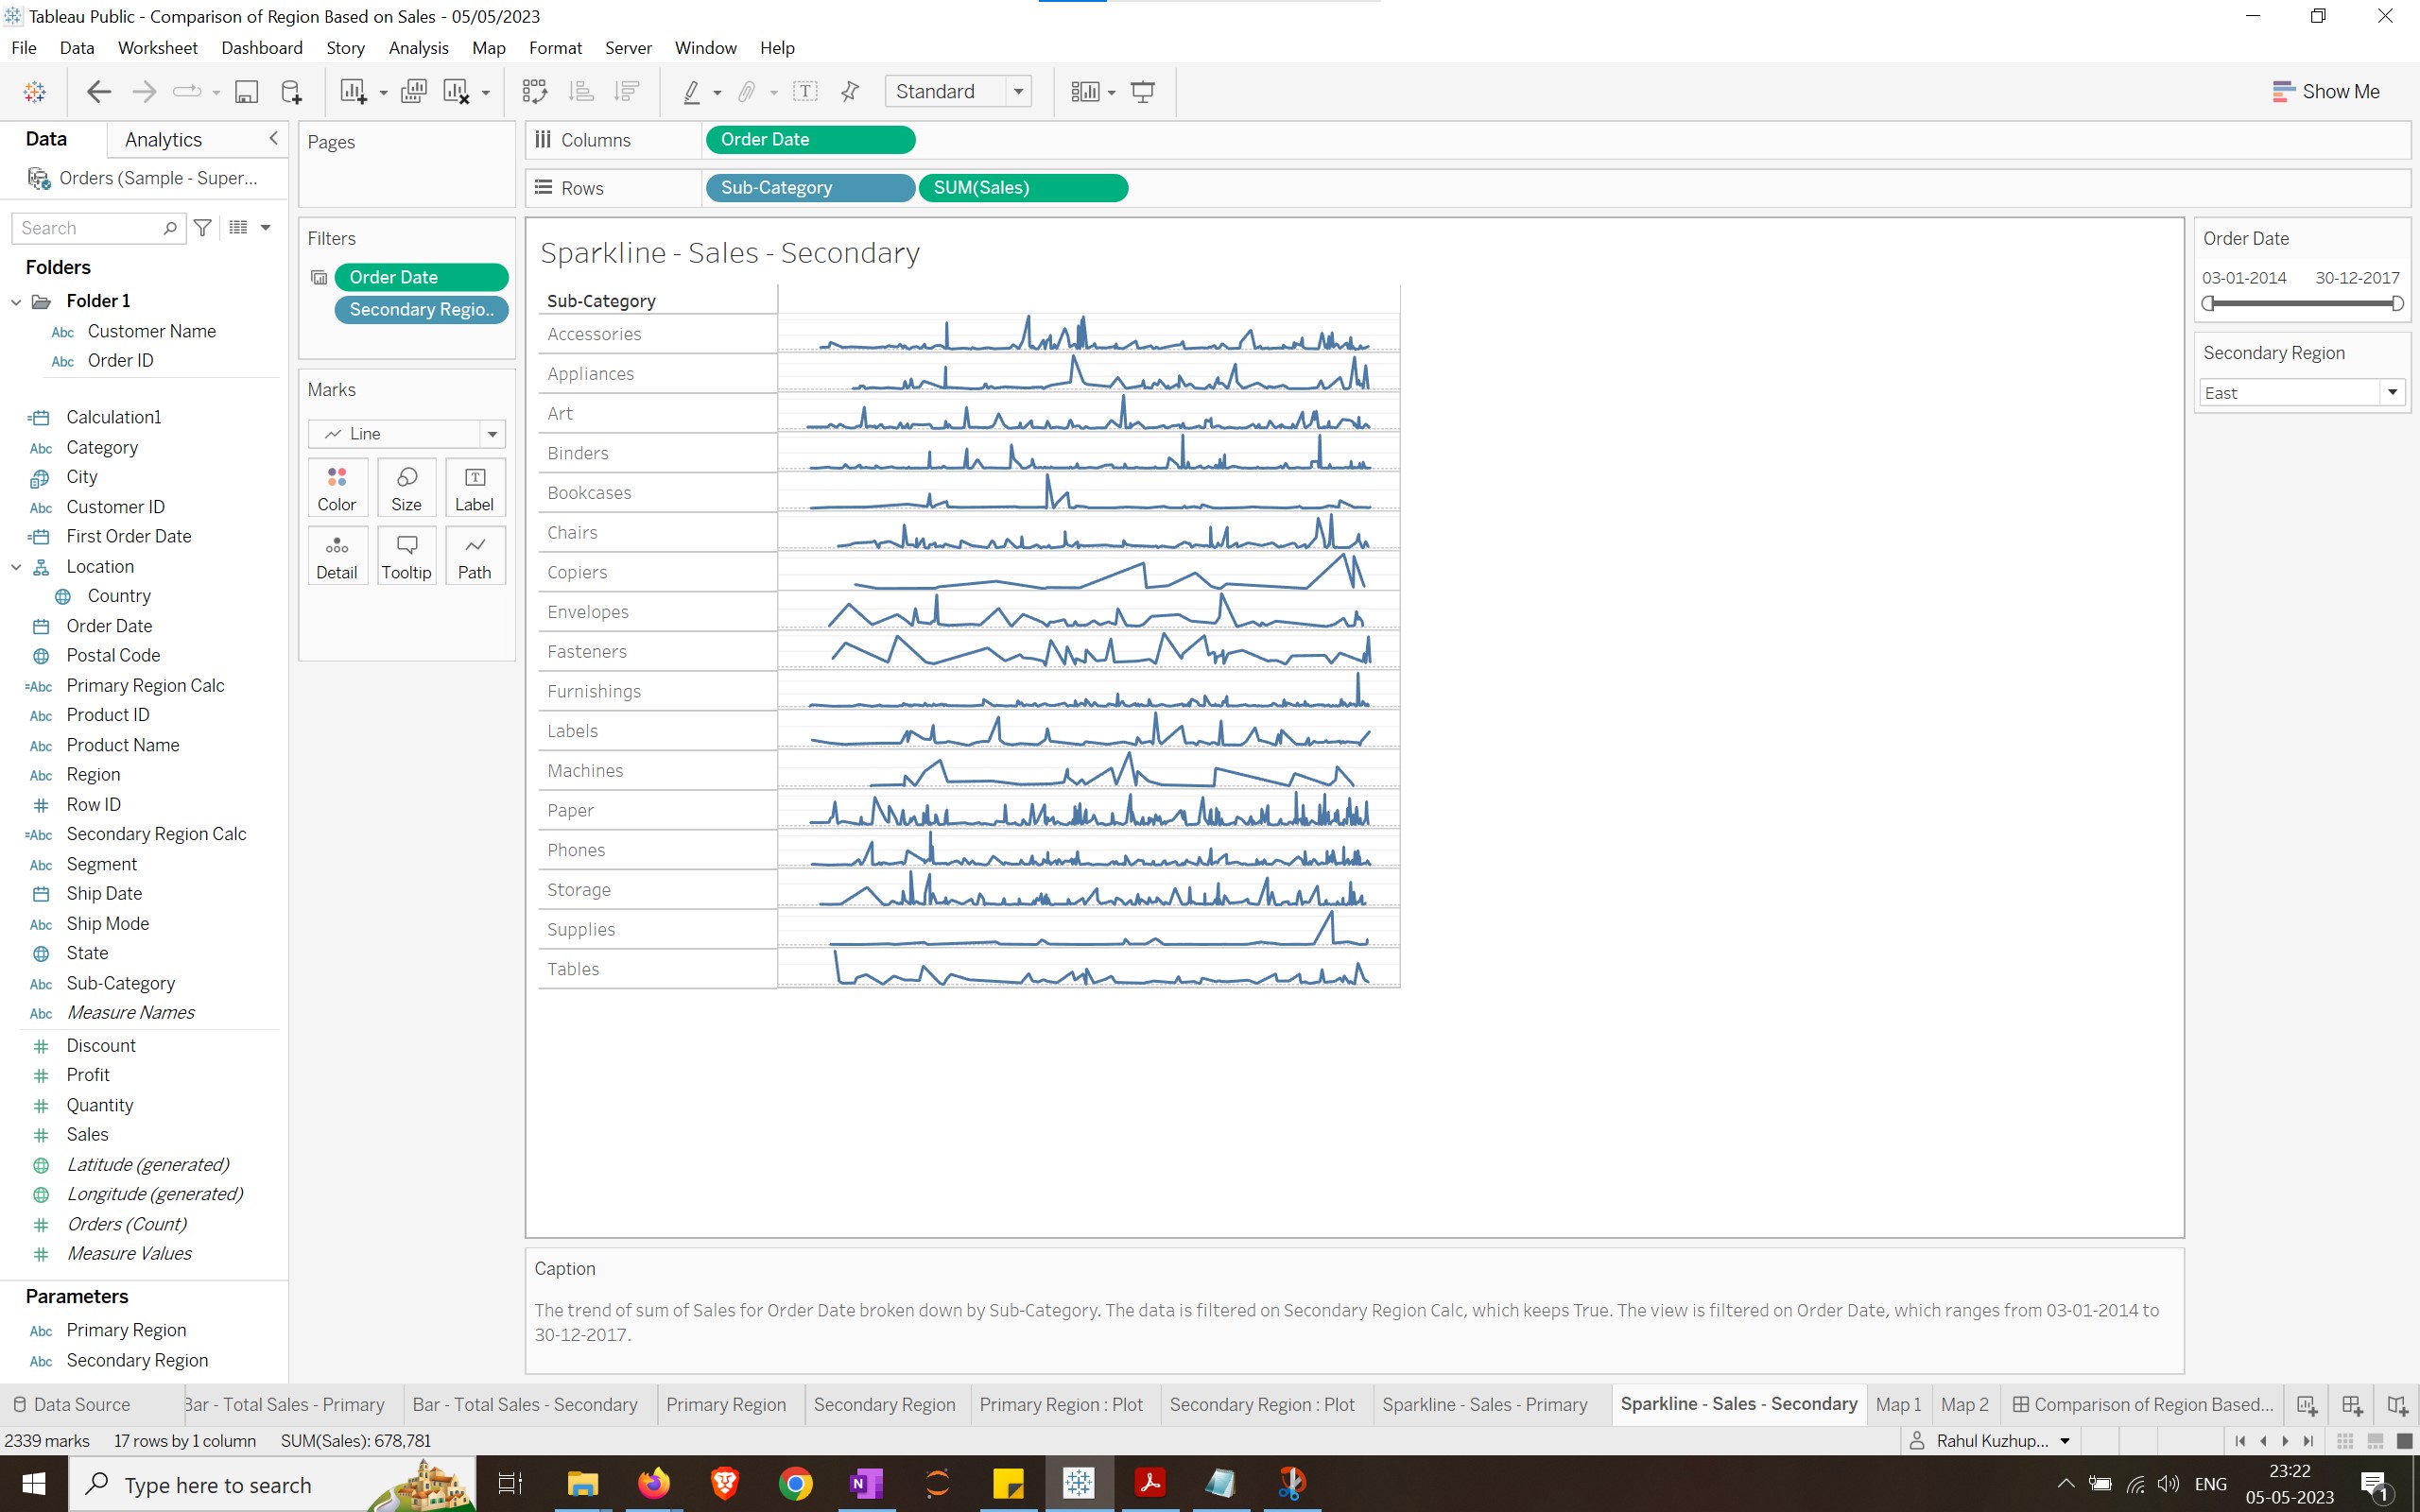 Tableau Public - Comparison of Region Based on Sales - 05/05/2023
File Data Worksheet Dashboard Story Analysis Map Format Server Window Help
Standard
Show Me
Data
Analytics
Orders (Sample - Super...
Search
Folders
Folder 1
Abc Customer Name
Abc Order ID
Calculation1
Abc Category
City
Abc Customer ID
First Order Date
Location
Country
Order Date
Postal Code
=Abc Primary Region Calc
Abc Product ID
Abc Product Name
Abc Region
# Row ID
=Abc Secondary Region Calc
Abc Segment
Ship Date
Abc Ship Mode
State
Abc Sub-Category
Abc Measure Names
# Discount
# Profit
# Quantity
# Sales
Latitude (generated)
Longitude (generated)
# Orders (Count)
# Measure Values
Parameters
Abc Primary Region
Abc Secondary Region
Pages
Filters
Order Date
Secondary Regio..
Marks
Line
Color Size Label
Detail Tooltip Path
Columns
Order Date
Rows
Sub-Category
SUM(Sales)
Sparkline - Sales - Secondary
Sub-Category
Accessories
Appliances
Art
Binders
Bookcases
Chairs
Copiers
Envelopes
Fasteners
Furnishings
Labels
Machines
Paper
Phones
Storage
Supplies
Tables
Order Date
03-01-2014 30-12-2017
Secondary Region
East
Caption
The trend of sum of Sales for Order Date broken down by Sub-Category. The data is filtered on Secondary Region Calc, which keeps True. The view is filtered on Order Date, which ranges from 03-01-2014 to
30-12-2017.
Data Source
Bar - Total Sales - Primary
Bar - Total Sales - Secondary
Primary Region
Secondary Region
Primary Region : Plot
Secondary Region : Plot
Sparkline - Sales - Primary
Sparkline - Sales - Secondary
Map 1
Map 2
Comparison of Region Based...
2339 marks 17 rows by 1 column SUM(Sales): 678,781
Rahul Kuzhup...
Type here to search
ENG
23:22
05-05-2023
1